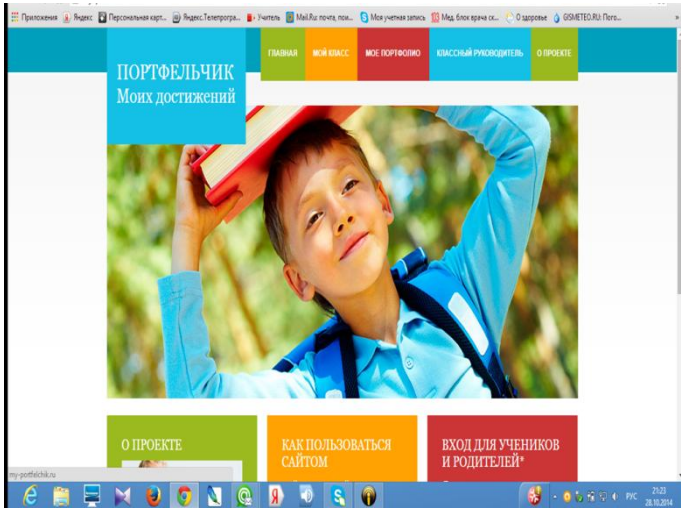 Приложения Яндекс Персональная карт... Яндекс.Телепрогра... Учитель Mail.Ru: почта, пои... Моя учетная запись Мед. блок врача ск... О здоровье GISMETEO.RU: Пого... »
ПОРТФЕЛЬЧИК
Моих достижений
ГЛАВНАЯ МОЙ КЛАСС МОЕ ПОРТФОЛИО КЛАССНЫЙ РУКОВОДИТЕЛЬ О ПРОЕКТЕ
О ПРОЕКТЕ
КАК ПОЛЬЗОВАТЬСЯ
САЙТОМ
ВХОД ДЛЯ УЧЕНИКОВ
И РОДИТЕЛЕЙ*
my-portfelchik.ru
РУС
21:23
28.10.2014